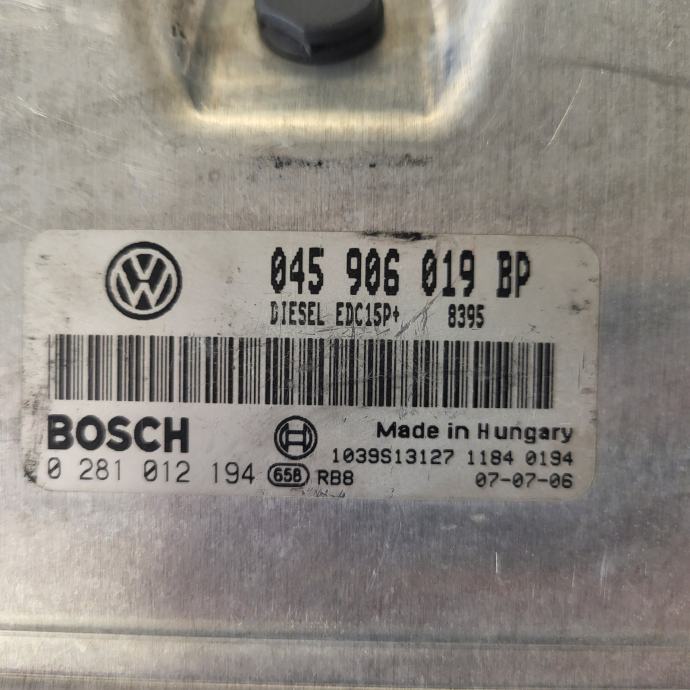 045 906 019 BP
DIESEL EDC15P+ 8395
BOSCH
Made in Hungary
1039S13127 1184 0194
0 281 012 194 658 RB8 07-07-06